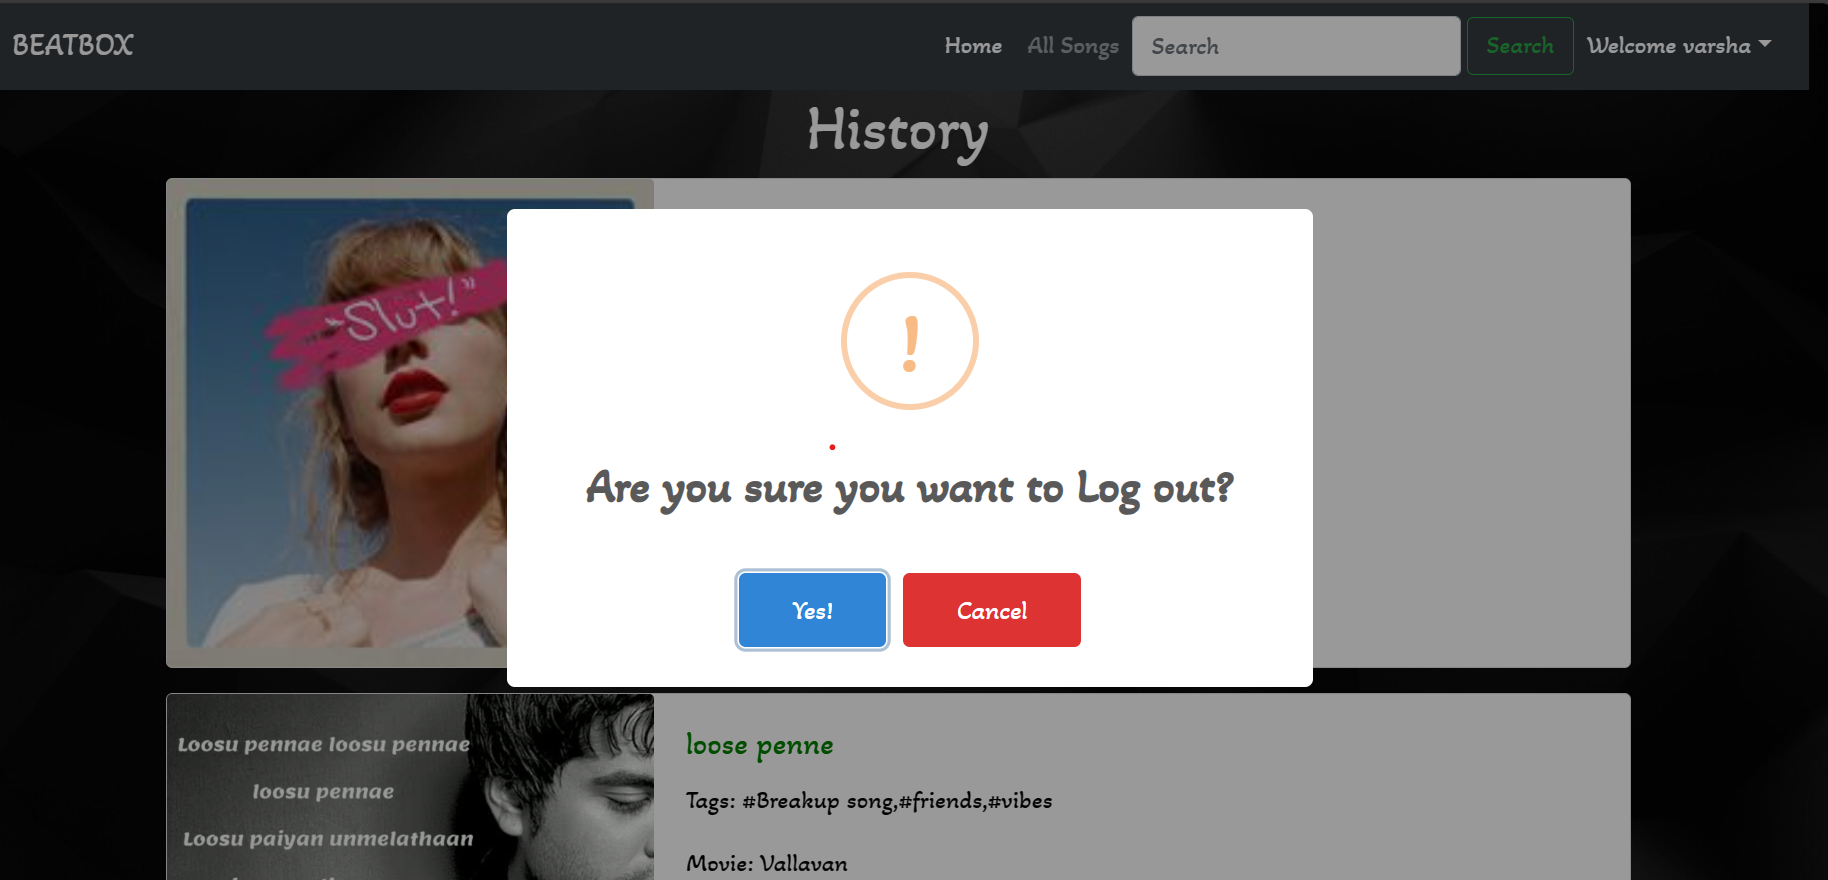 BEATBOX
Home All Songs Search Search Welcome varsha
History
"Slut!"
!
Are you sure you want to Log out?
Yes! Cancel
Loosu pennae loosu pennae
loosu pennae
Loosu paiyan unmelathaan
loose penne
Tags: #Breakup song,#friends,#vibes
Movie: Vallavan